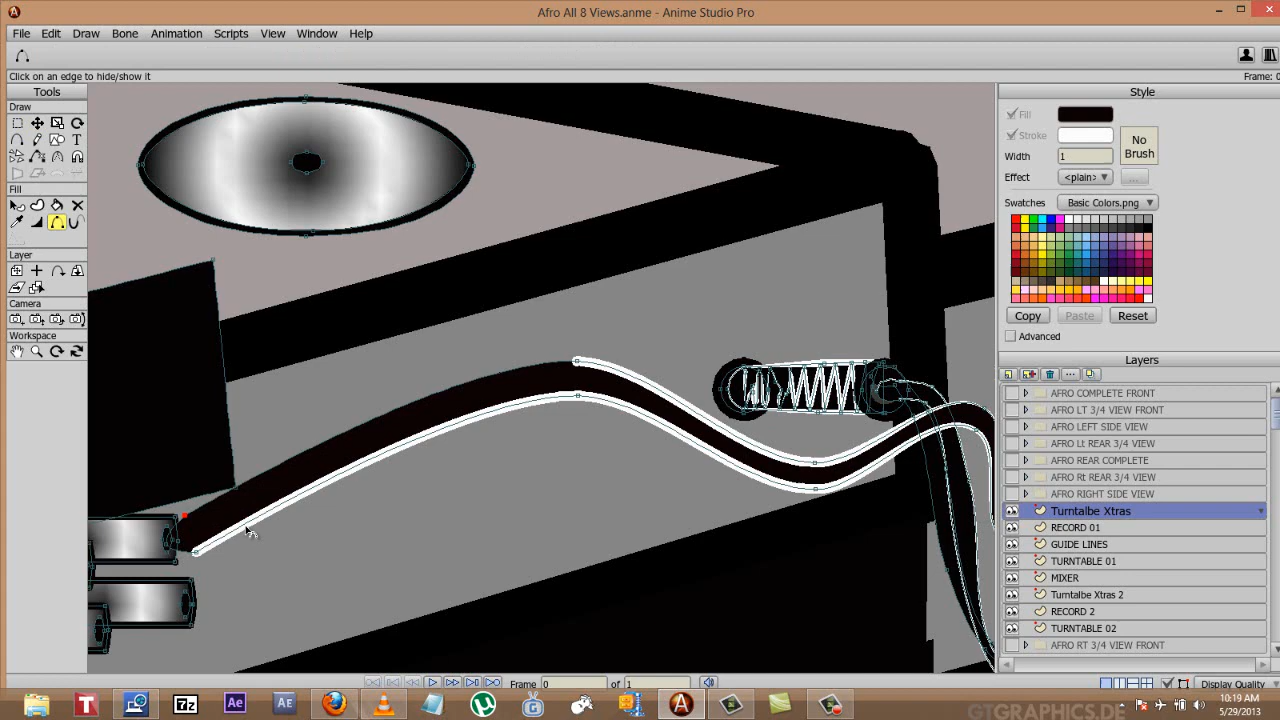 Afro All 8 Views.anme - Anime Studio Pro
File Edit Draw Bone Animation Scripts View Window Help
Click on an edge to hide/show it
Frame: 0
Tools
Draw
T
Fill
Layer
Camera
Workspace
Style
Fill
Stroke
No Brush
Width 1
Effect <plain> ...
Swatches Basic Colors.png
Copy Paste Reset
Advanced
Layers
AFRO COMPLETE FRONT
AFRO LT 3/4 VIEW FRONT
AFRO LEFT SIDE VIEW
AFRO Lt REAR 3/4 VIEW
AFRO REAR COMPLETE
AFRO Rt REAR 3/4 VIEW
AFRO RIGHT SIDE VIEW
Turntalbe Xtras
RECORD 01
GUIDE LINES
TURNTABLE 01
MIXER
Turntalbe Xtras 2
RECORD 2
TURNTABLE 02
AFRO RT 3/4 VIEW FRONT
Frame 0 of 1
Display Quality
T 7z Ae AE µ A
10:19 AM
5/29/2013
GTGRAPHICS.DE